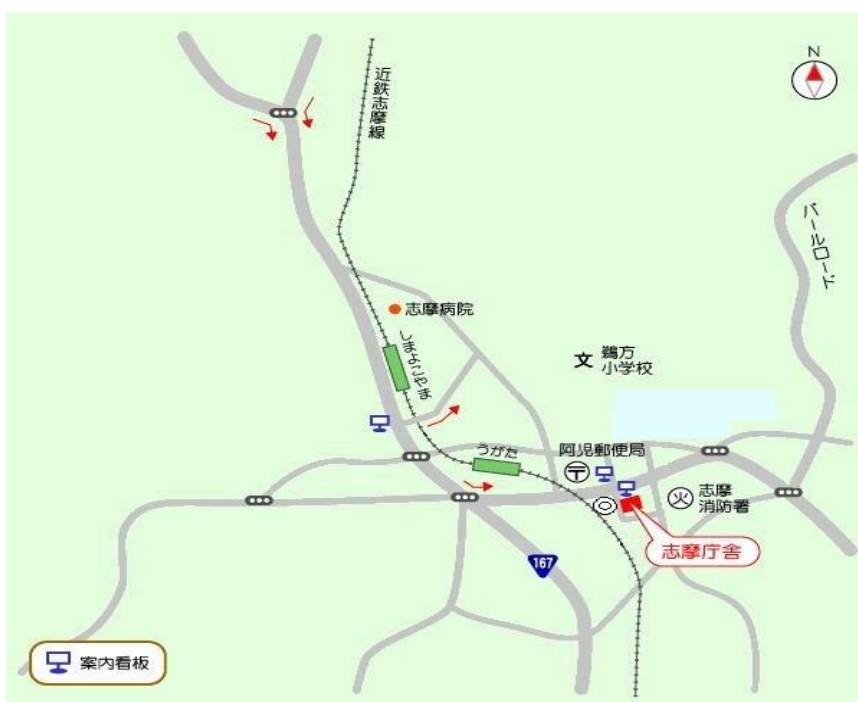 N
近鉄志摩線
パールロード
志摩病院
しまよこやま
鵜方
小学校
うがた
阿児郵便局
〒
文
火
志摩
消防署
志摩庁舎
167
案内看板